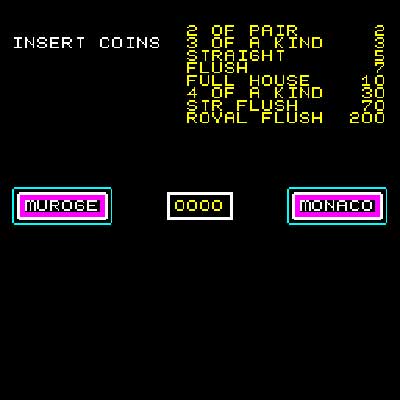 2 OF PAIR 2
INSERT COINS
3 OF A KIND 3
STRAIGHT 5
FLUSH 7
FULL HOUSE 10
4 OF A KIND 30
STR FLUSH 70
ROYAL FLUSH 200
MUROGE 0000 MONACO